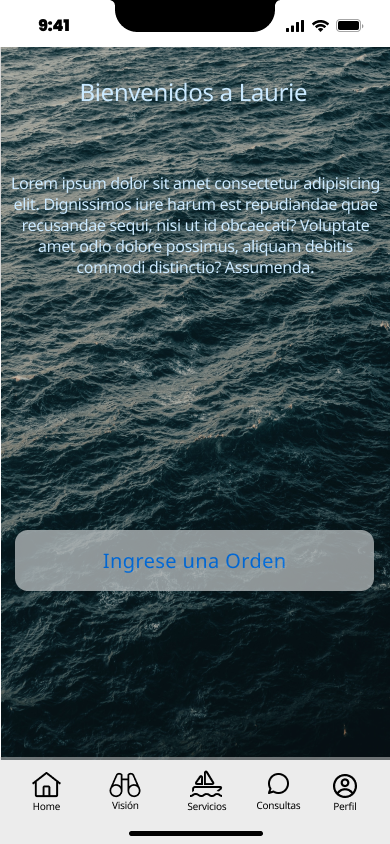 9:41
Bienvenidos a Laurie
Lorem ipsum dolor sit amet consectetur adipisicing
elit. Dignissimos iure harum est repudiandae quae
recusandae sequi, nisi ut id obcaecati? Voluptate
amet odio dolore possimus, aliquam debitis
commodi distinctio? Assumenda.
Ingrese una Orden
Home Visión Servicios Consultas Perfil